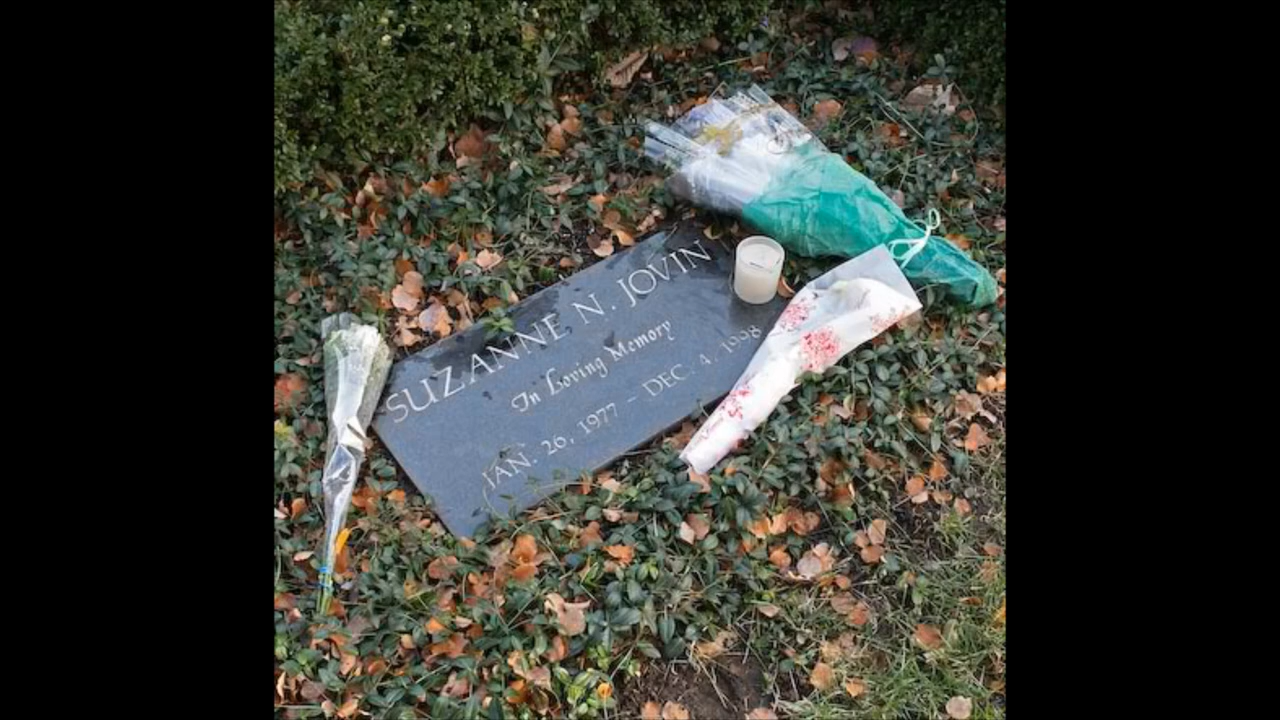 SUZANNE N. JOVIN
In Loving Memory
JAN. 26, 1977 – DEC. 4, 1998